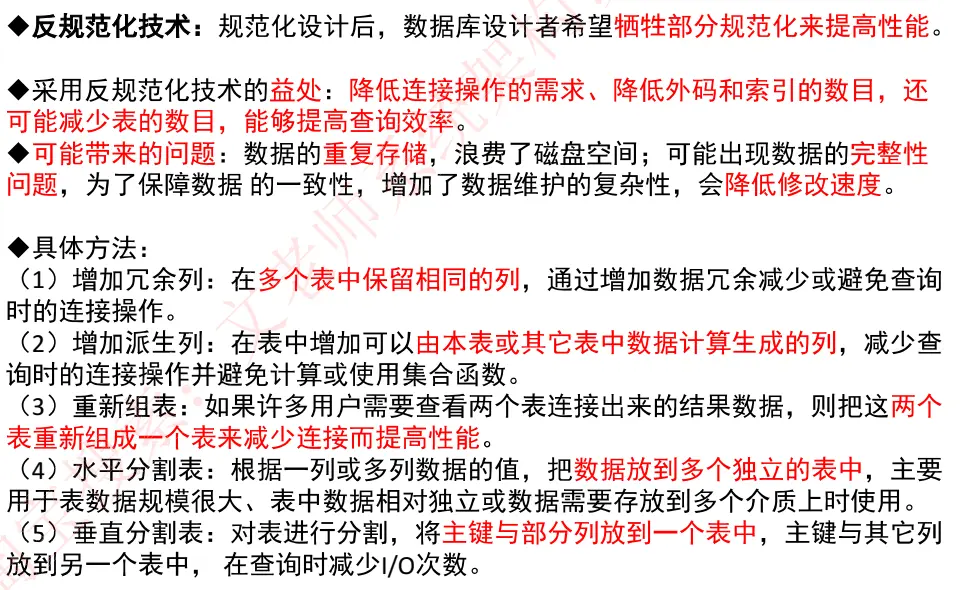 ◆反规范化技术：规范化设计后，数据库设计者希望牺牲部分规范化来提高性能。
◆采用反规范化技术的益处：降低连接操作的需求、降低外码和索引的数目，还
可能减少表的数目，能够提高查询效率。
◆可能带来的问题：数据的重复存储，浪费了磁盘空间；可能出现数据的完整性
问题，为了保障数据 的一致性，增加了数据维护的复杂性，会降低修改速度。
◆具体方法：
（1）增加冗余列：在多个表中保留相同的列，通过增加数据冗余减少或避免查询
时的连接操作。
（2）增加派生列：在表中增加可以由本表或其它表中数据计算生成的列，减少查
询时的连接操作并避免计算或使用集合函数。
（3）重新组表：如果许多用户需要查看两个表连接出来的结果数据，则把这两个
表重新组成一个表来减少连接而提高性能。
（4）水平分割表：根据一列或多列数据的值，把数据放到多个独立的表中，主要
用于表数据规模很大、表中数据相对独立或数据需要存放到多个介质上时使用。
（5）垂直分割表：对表进行分割，将主键与部分列放到一个表中，主键与其它列
放到另一个表中， 在查询时减少I/O次数。